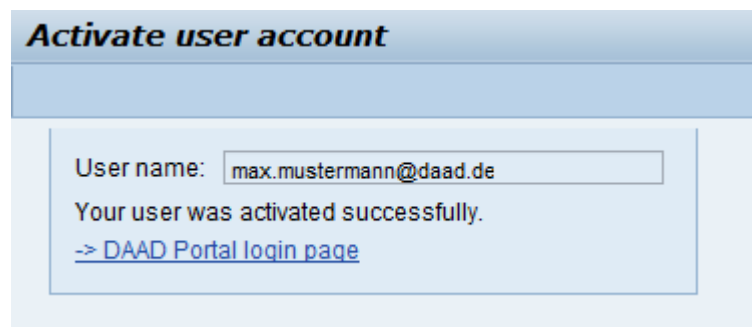 Activate user account
User name: max.mustermann@daad.de
Your user was activated successfully.
-> DAAD Portal login page